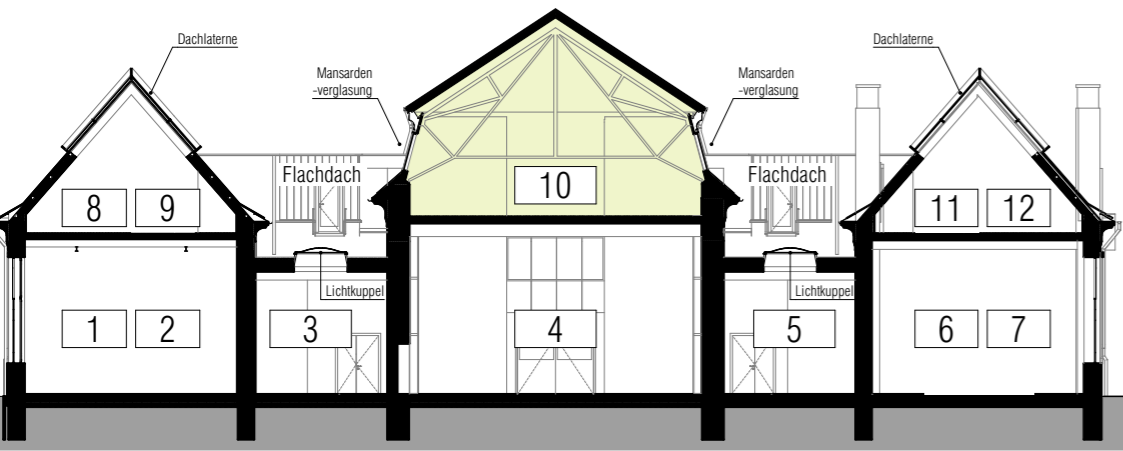 Dachlaterne
Dachlaterne
Mansarden
-verglasung
Mansarden
-verglasung
Flachdach
Flachdach
10
8
9
11
12
Lichtkuppel
Lichtkuppel
1
2
3
4
5
6
7